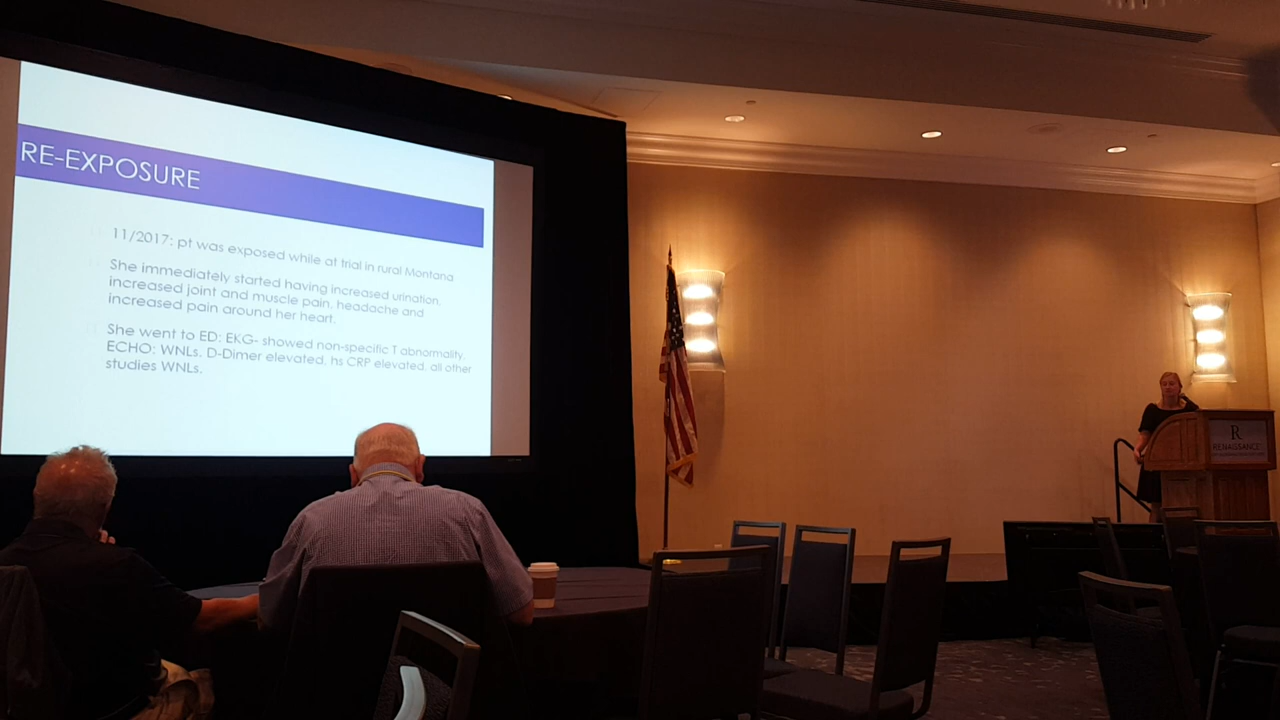 RE-EXPOSURE
11/2017: pt was exposed while at trial in rural Montana
She immediately started having increased urination,
increased joint and muscle pain, headache and
increased pain around her heart.
She went to ED: EKG- showed non-specific T abnormality,
ECHO: WNLs, D-Dimer elevated, hs CRP elevated, all other
studies WNLs.
R
RENAISSANCE